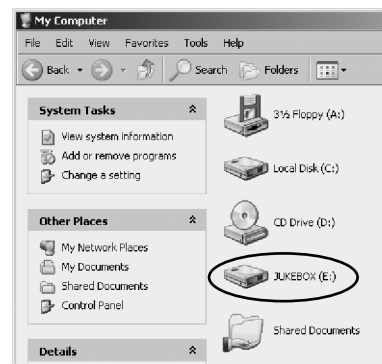 My Computer
File Edit View Favorites Tools Help
Back Search Folders
System Tasks
View system information
Add or remove programs
Change a setting
Other Places
My Network Places
My Documents
Shared Documents
Control Panel
Details
3½ Floppy (A:)
Local Disk (C:)
CD Drive (D:)
JUKEBOX (E:)
Shared Documents